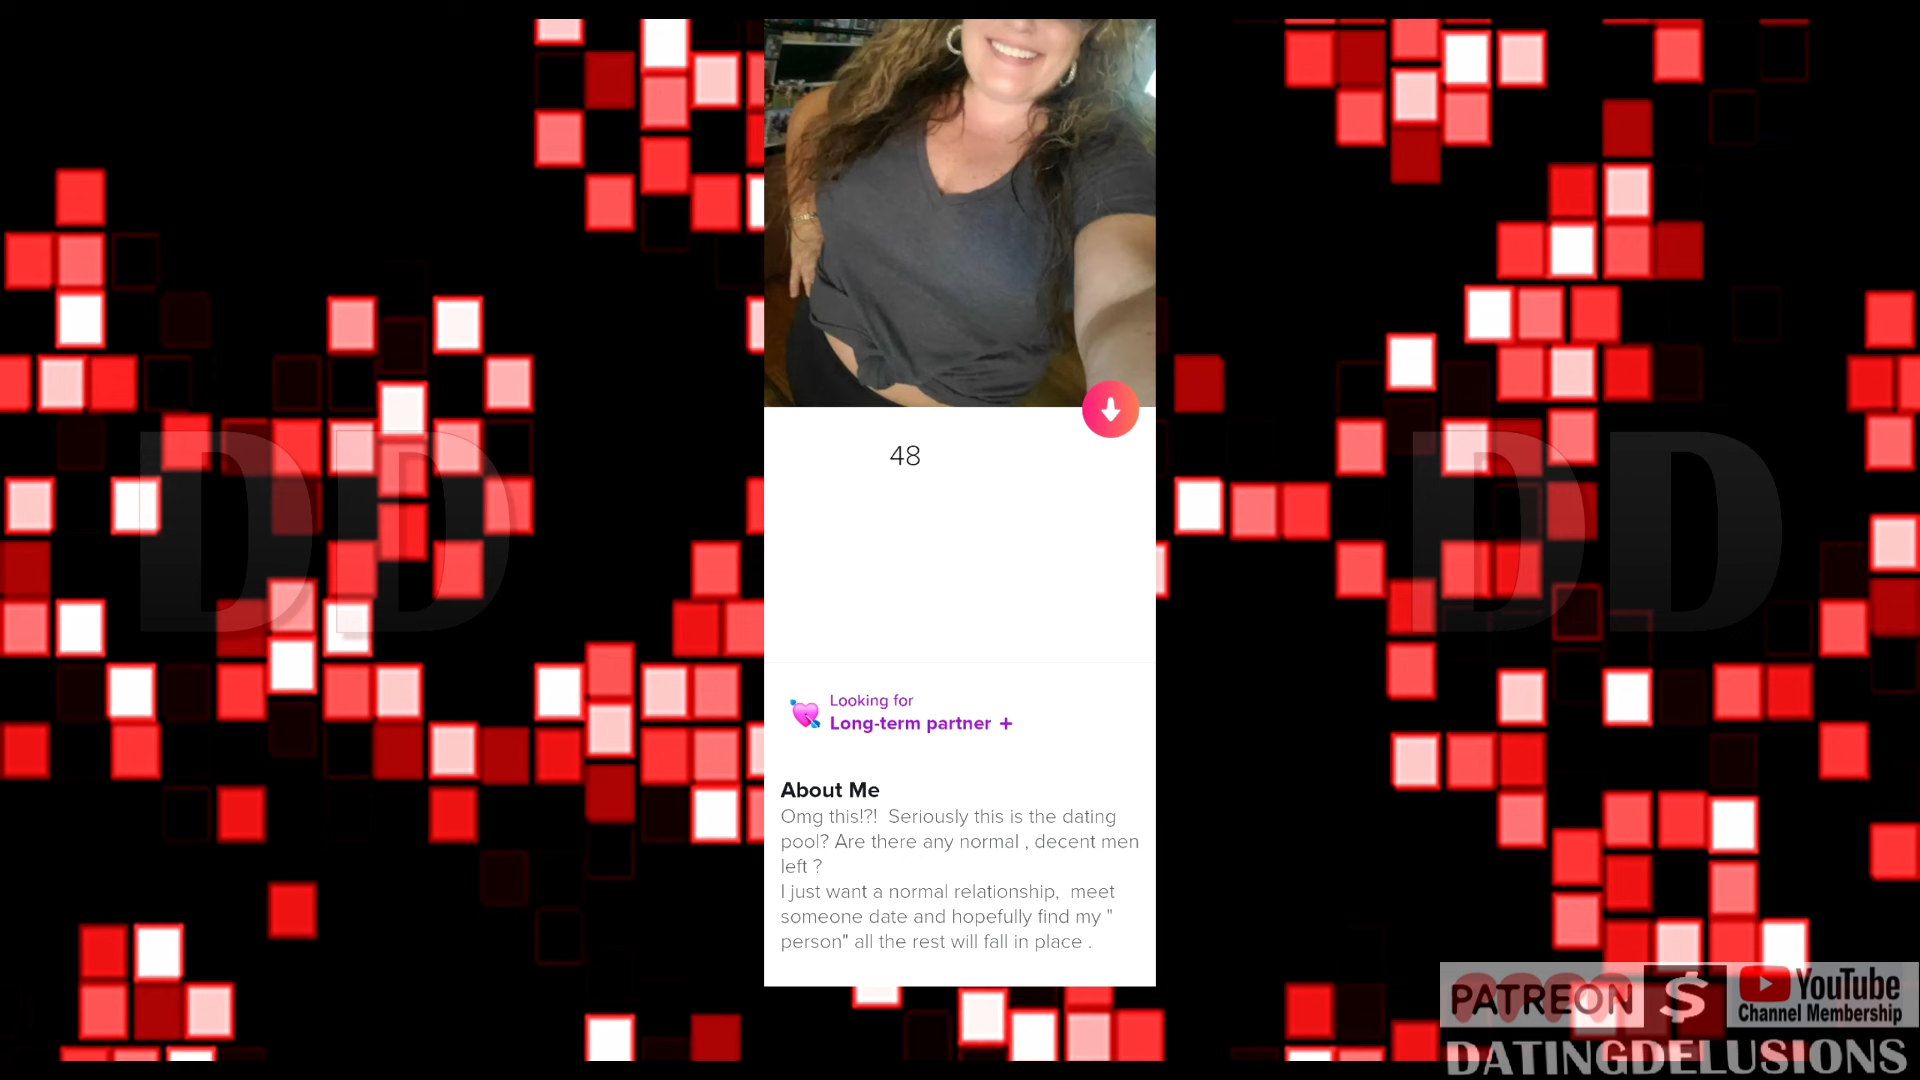 48
Looking for
Long-term partner +
About Me
Omg this!?! Seriously this is the dating
pool? Are there any normal , decent men
left ?
I just want a normal relationship, meet
someone date and hopefully find my "
person" all the rest will fall in place .
DD
DD
PATREON $ YouTube
Channel Membership
DATINGDELUSIONS